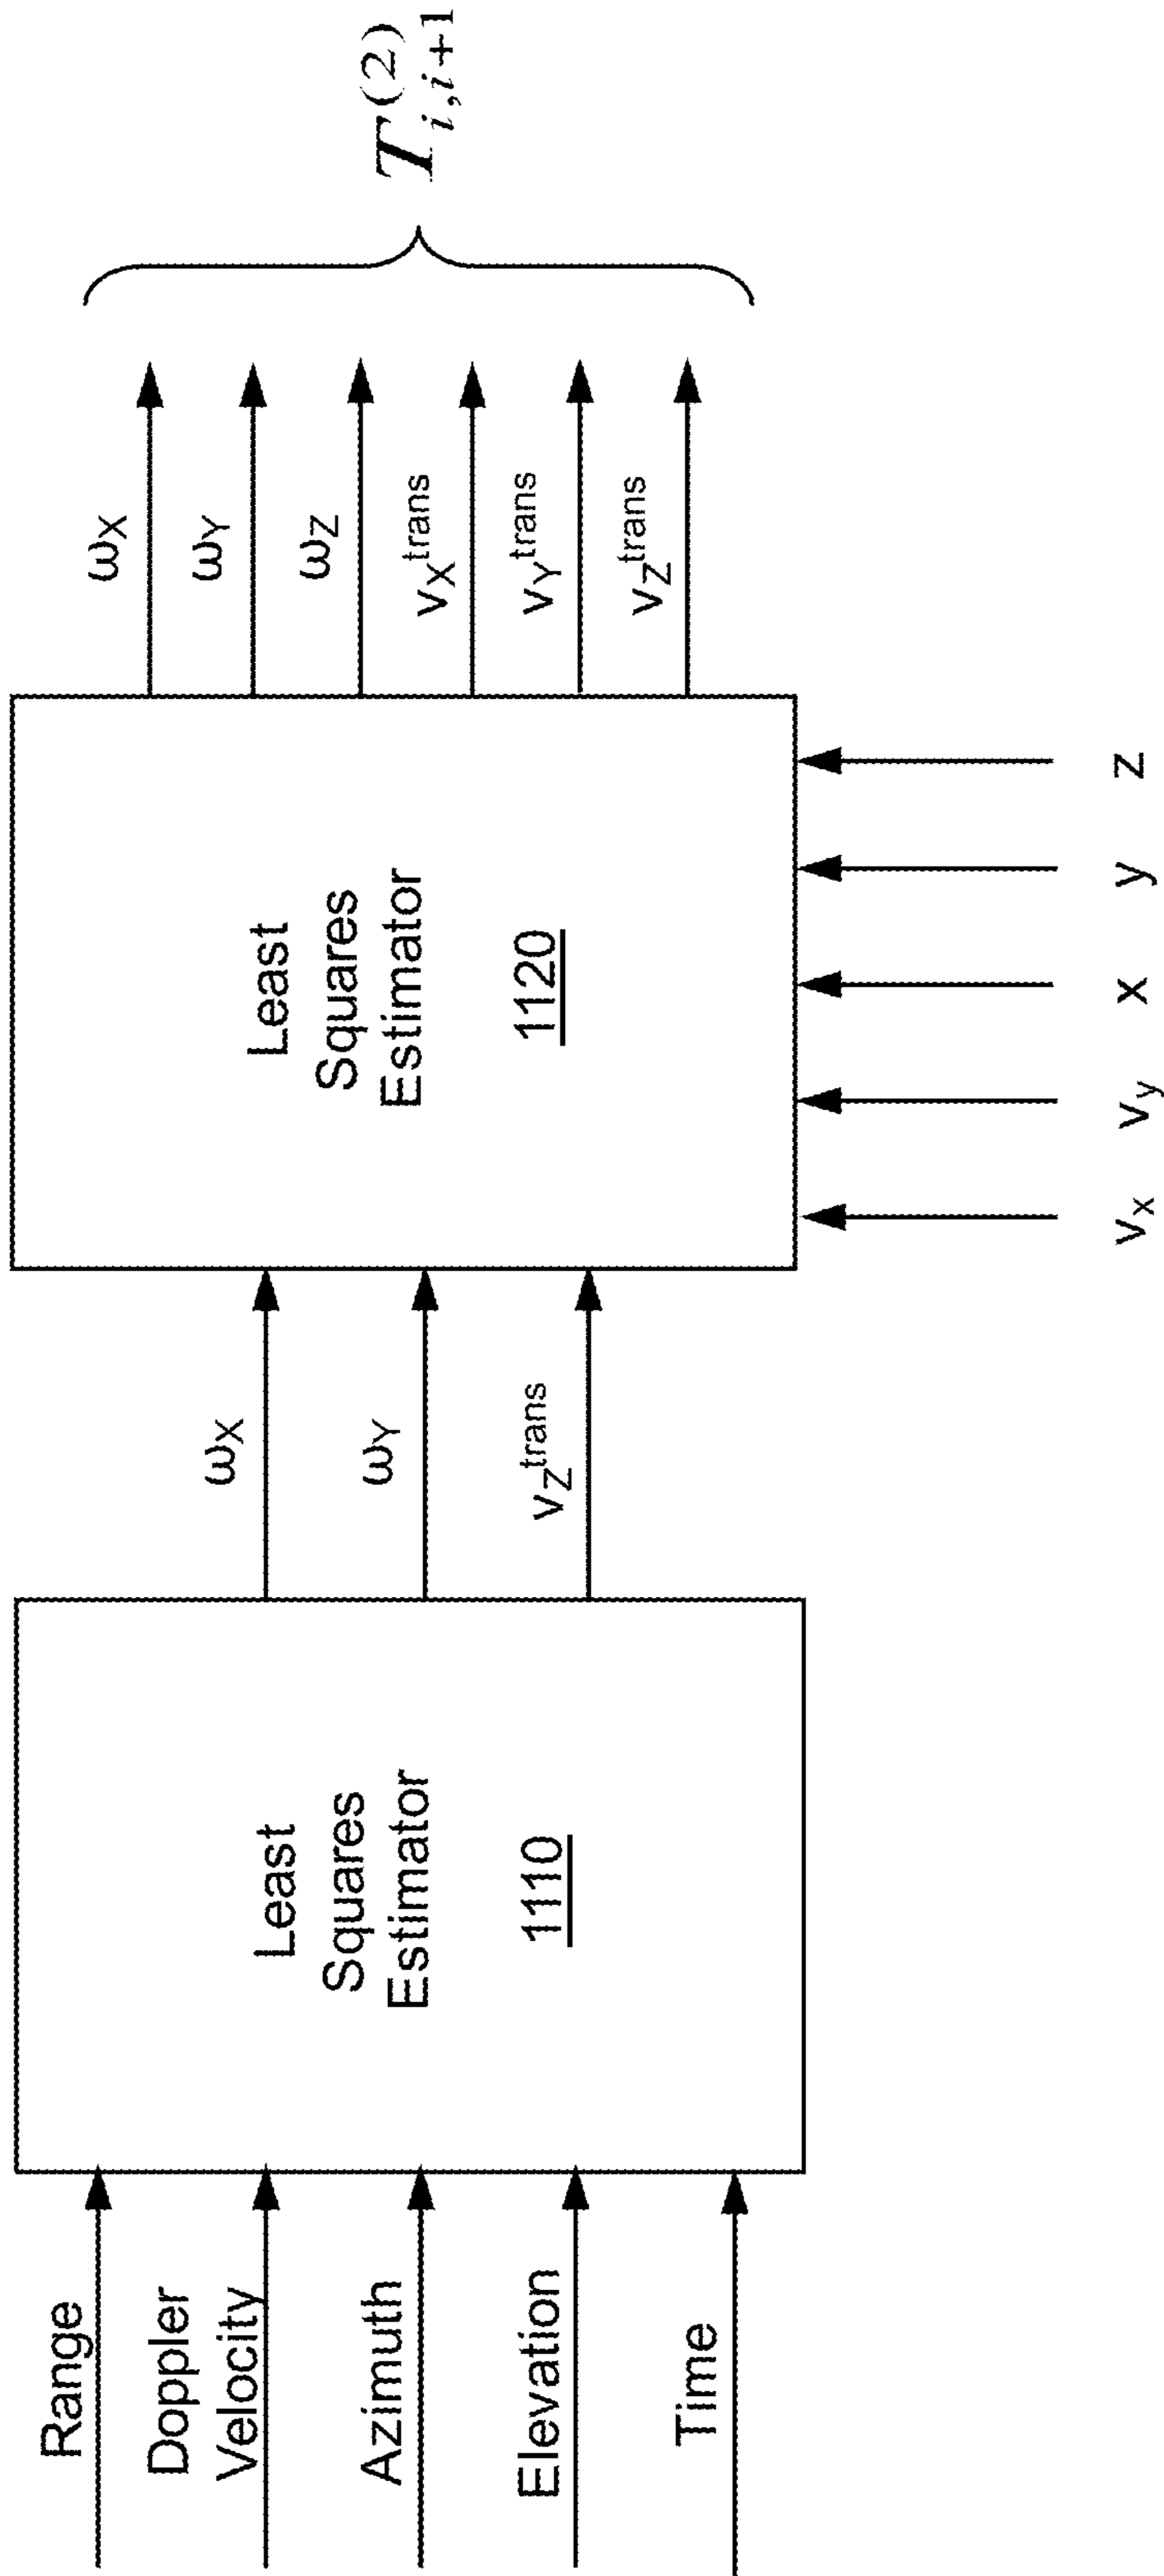 Range
Doppler
Velocity
Azimuth
Elevation
Time
Least
Squares
Estimator
1110
ωX
ωY
vZtrans
Least
Squares
Estimator
1120
vx
vy
x
y
z
ωX
ωY
ωZ
vXtrans
vYtrans
vZtrans
T(2)i,i+1